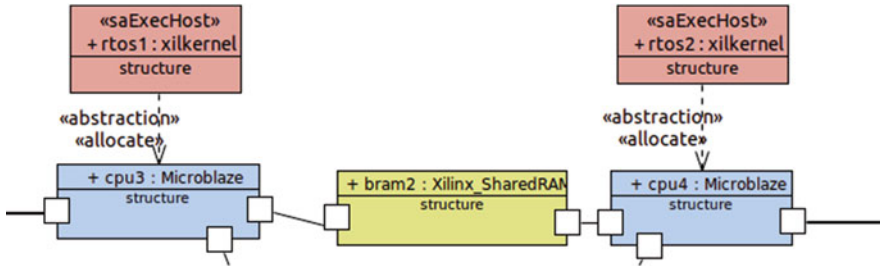 «saExecHost»
+ rtos1 : xilkernel
structure
«saExecHost»
+ rtos2 : xilkernel
structure
«abstraction»
«allocate»
«abstraction»
«allocate»
+ cpu3 : Microblaze
structure
+ bram2 : Xilinx_SharedRAM
structure
+ cpu4 : Microblaze
structure